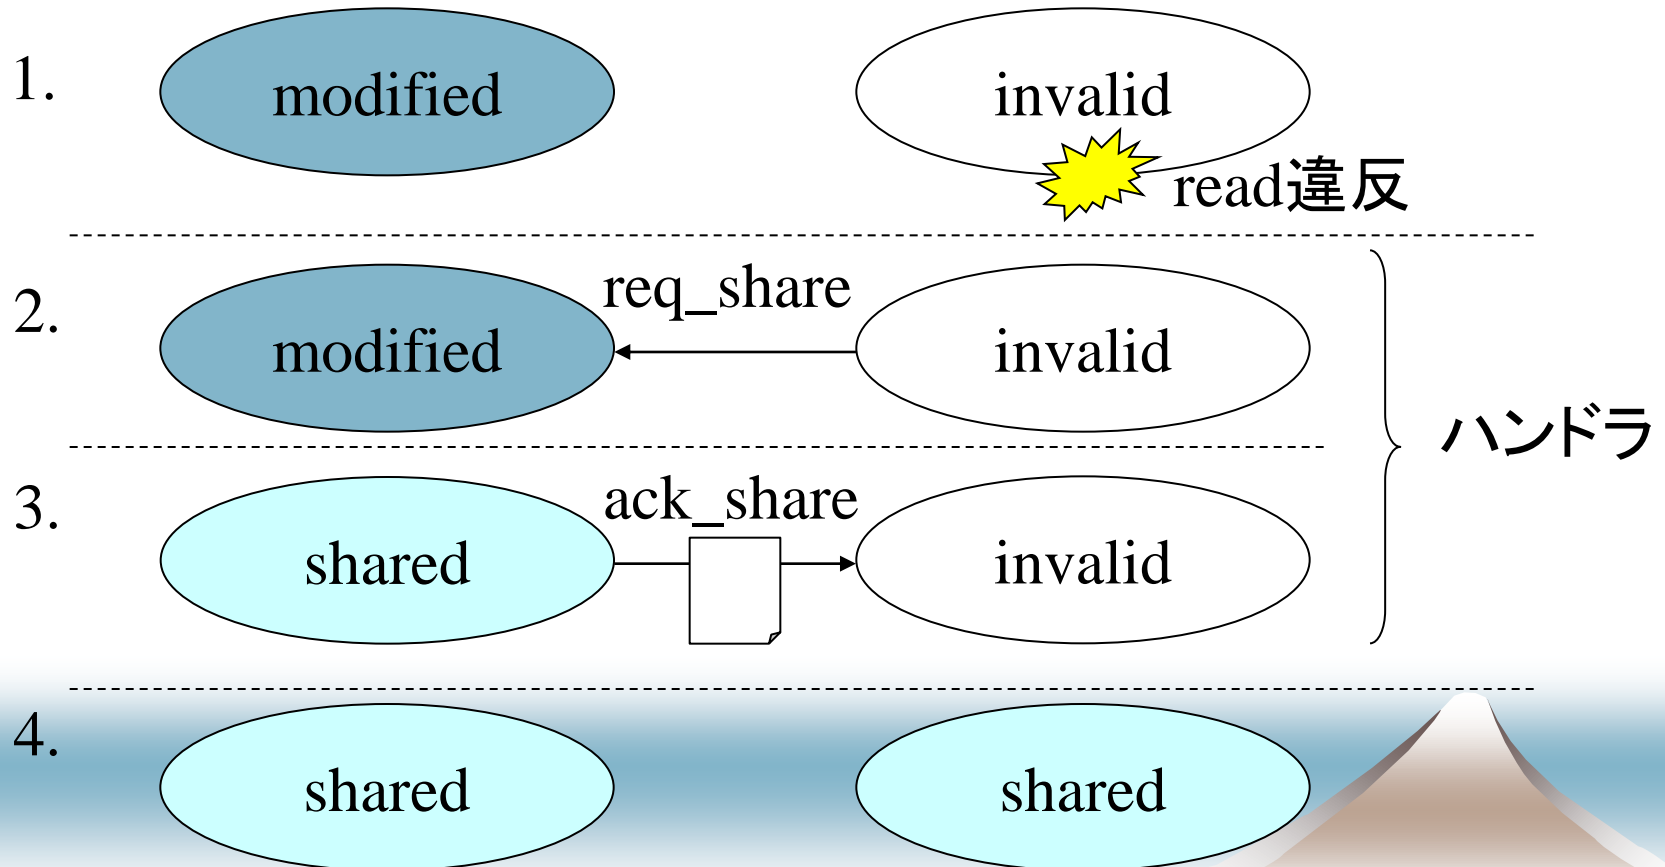 1.
modified
invalid
read違反
2.
modified
req_share
invalid
ハンドラ
3.
shared
ack_share
invalid
4.
shared
shared